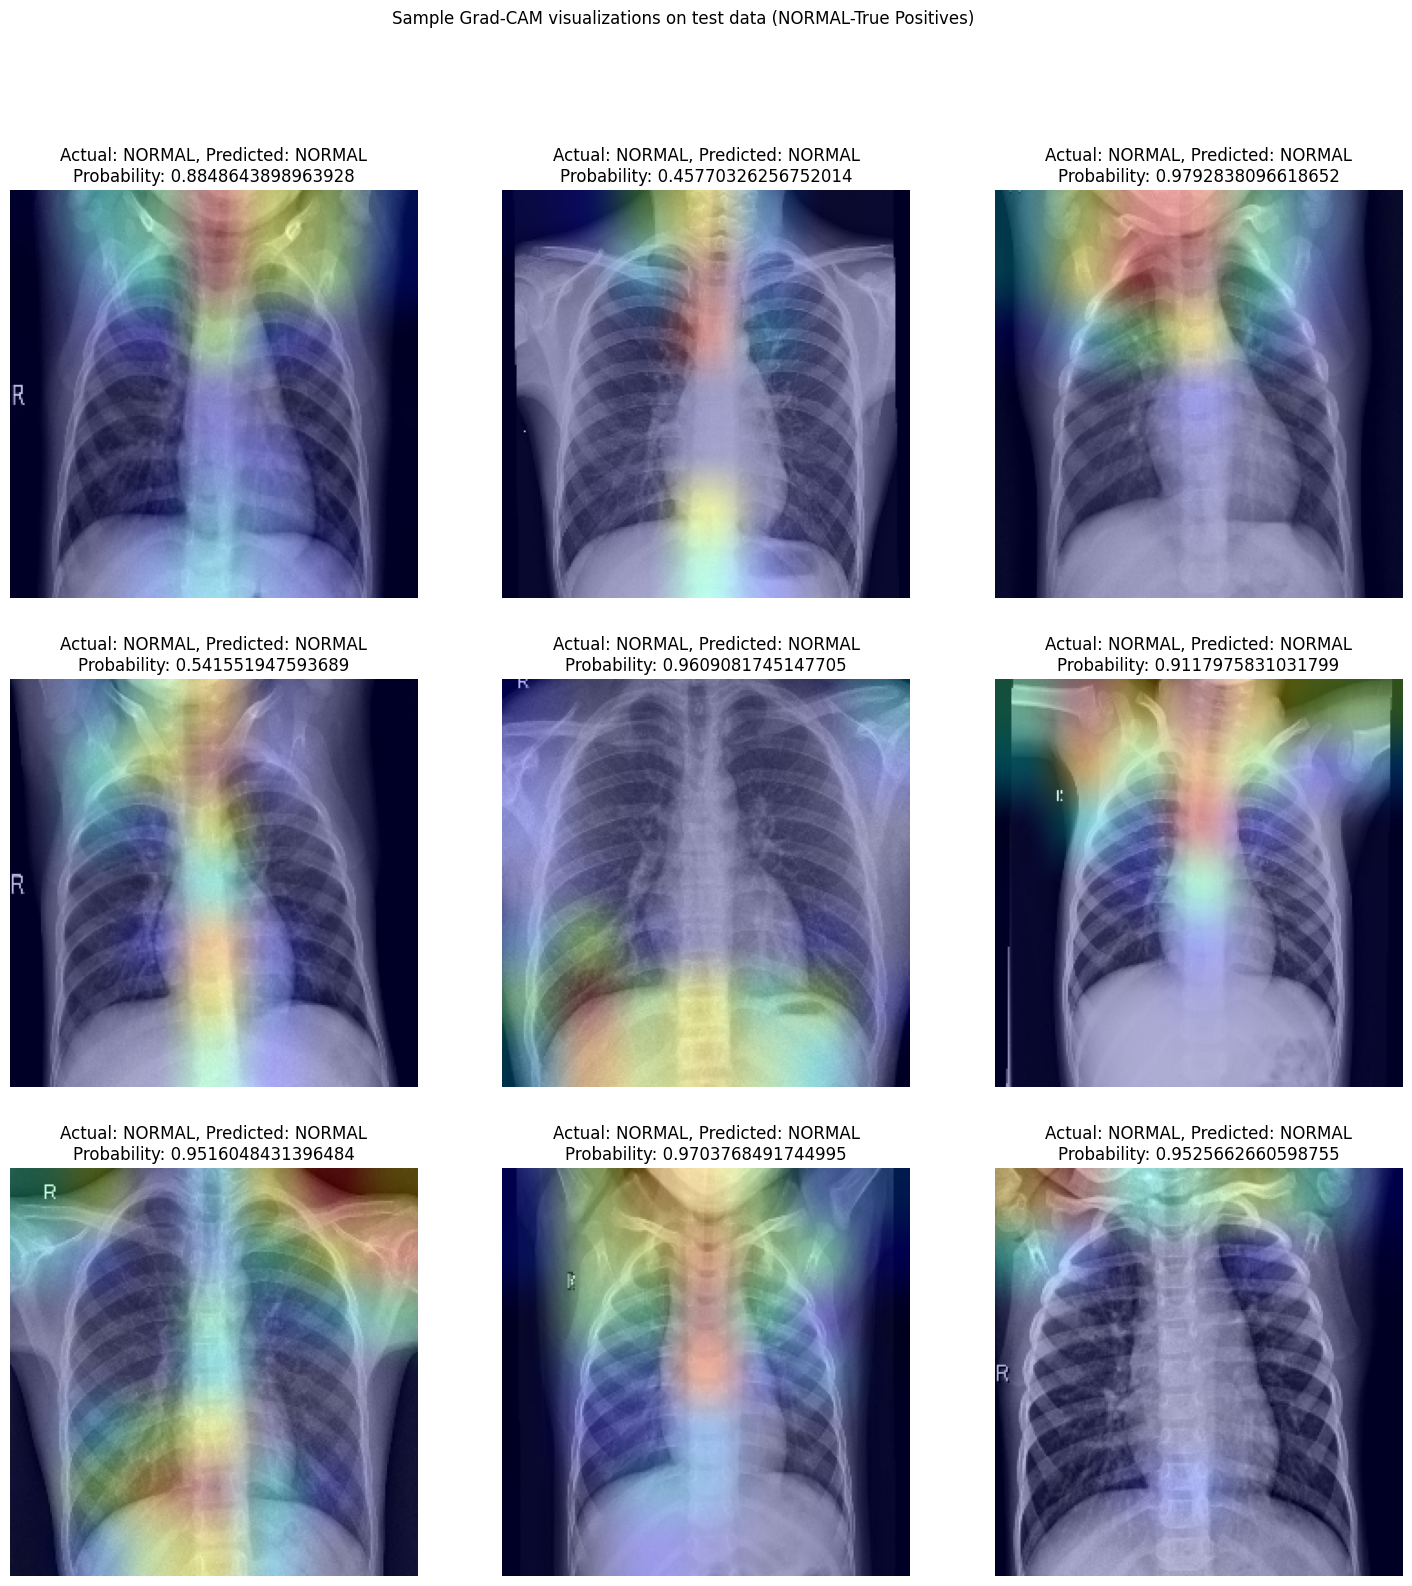 Sample Grad-CAM visualizations on test data (NORMAL-True Positives)
Actual: NORMAL, Predicted: NORMAL
Probability: 0.8848643898963928
Actual: NORMAL, Predicted: NORMAL
Probability: 0.45770326256752014
Actual: NORMAL, Predicted: NORMAL
Probability: 0.9792838096618652
R
Actual: NORMAL, Predicted: NORMAL
Probability: 0.541551947593689
Actual: NORMAL, Predicted: NORMAL
Probability: 0.9609081745147705
Actual: NORMAL, Predicted: NORMAL
Probability: 0.9117975831031799
R
R
Actual: NORMAL, Predicted: NORMAL
Probability: 0.9516048431396484
Actual: NORMAL, Predicted: NORMAL
Probability: 0.9703768491744995
Actual: NORMAL, Predicted: NORMAL
Probability: 0.9525662660598755
R
R